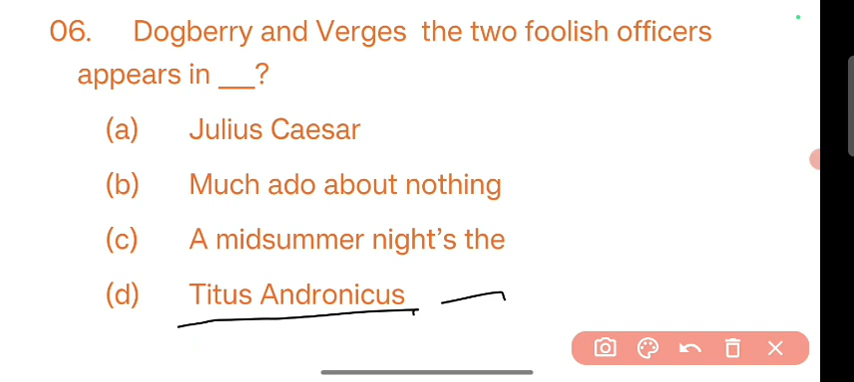 06. Dogberry and Verges the two foolish officers
appears in ___?
(a) Julius Caesar
(b) Much ado about nothing
(c) A midsummer night's the
(d) Titus Andronicus